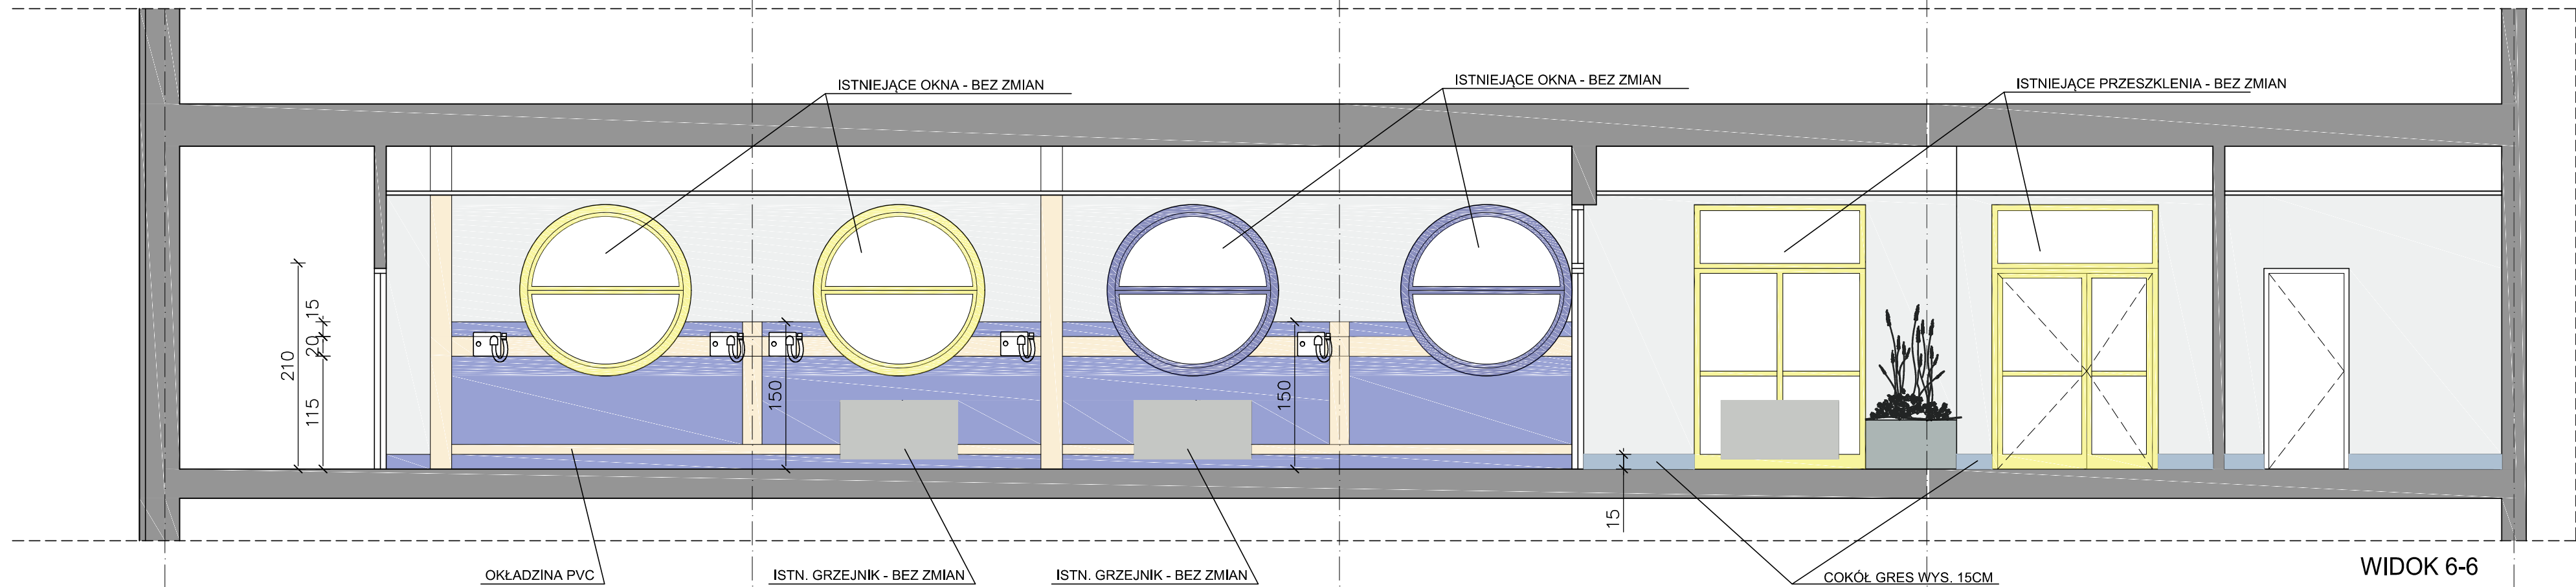 ISTNIEJĄCE OKNA - BEZ ZMIAN
ISTNIEJĄCE OKNA - BEZ ZMIAN
ISTNIEJĄCE PRZESZKLENIA - BEZ ZMIAN
210
15
20
115
150
150
15
OKŁADZINA PVC
ISTN. GRZEJNIK - BEZ ZMIAN
ISTN. GRZEJNIK - BEZ ZMIAN
COKÓŁ GRES WYS. 15CM
WIDOK 6-6